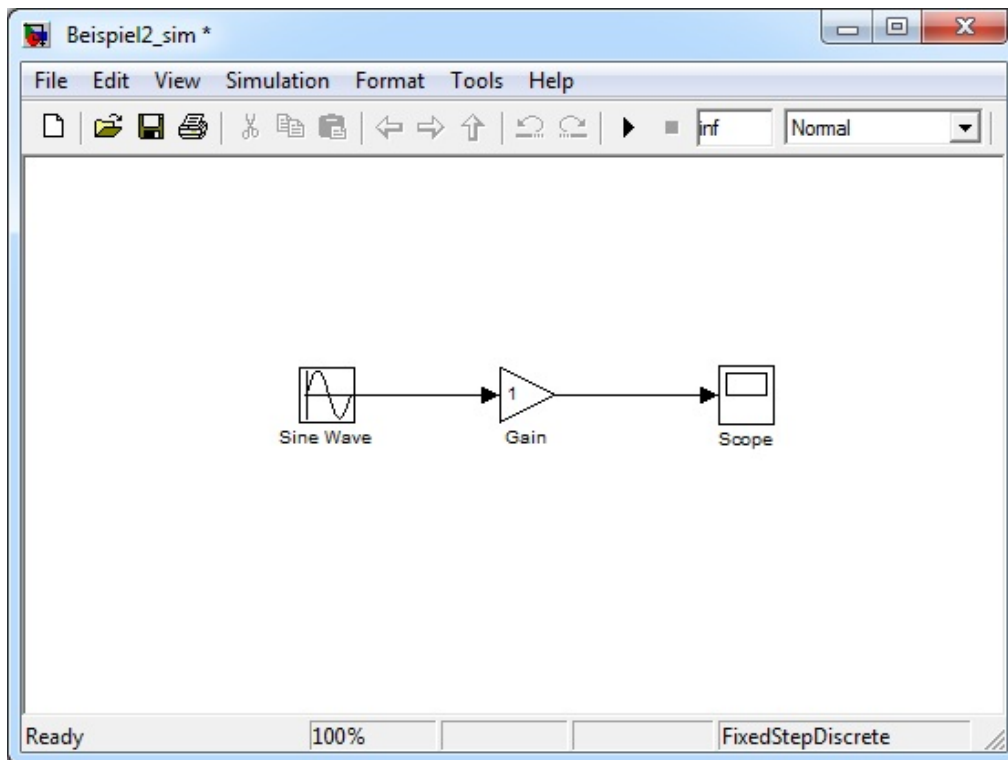 Beispiel2_sim *
File Edit View Simulation Format Tools Help
inf Normal
1
Sine Wave Gain Scope
Ready 100% FixedStepDiscrete